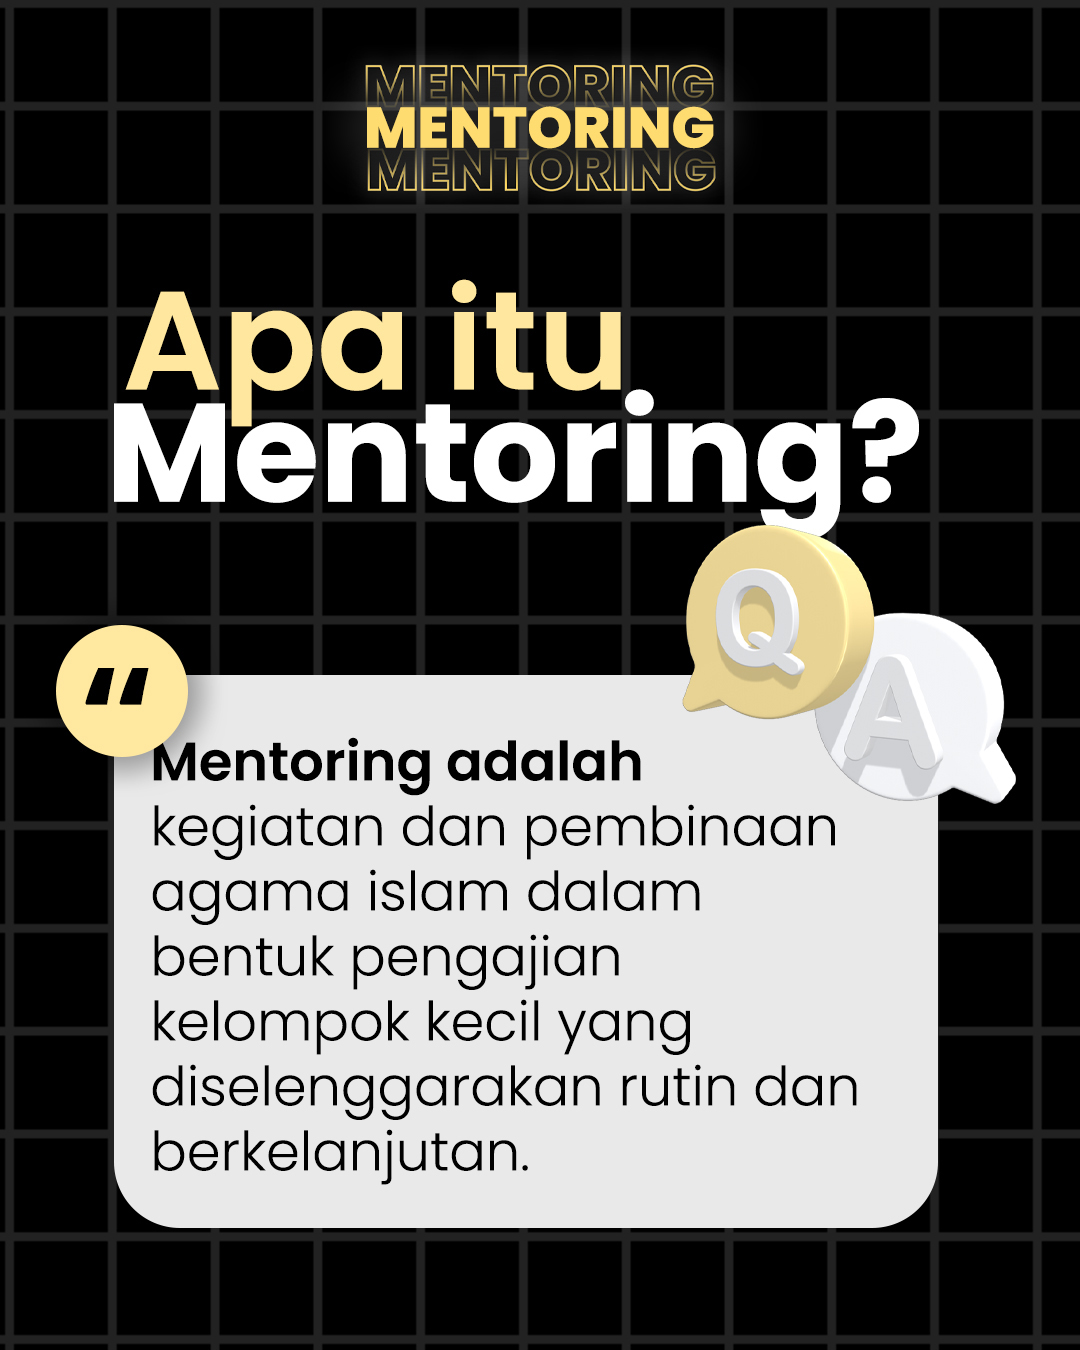 MENTORING
MENTORING
MENTORING
Apa itu
Mentoring?
Q
A
“
Mentoring adalah
kegiatan dan pembinaan
agama islam dalam
bentuk pengajian
kelompok kecil yang
diselenggarakan rutin dan
berkelanjutan.